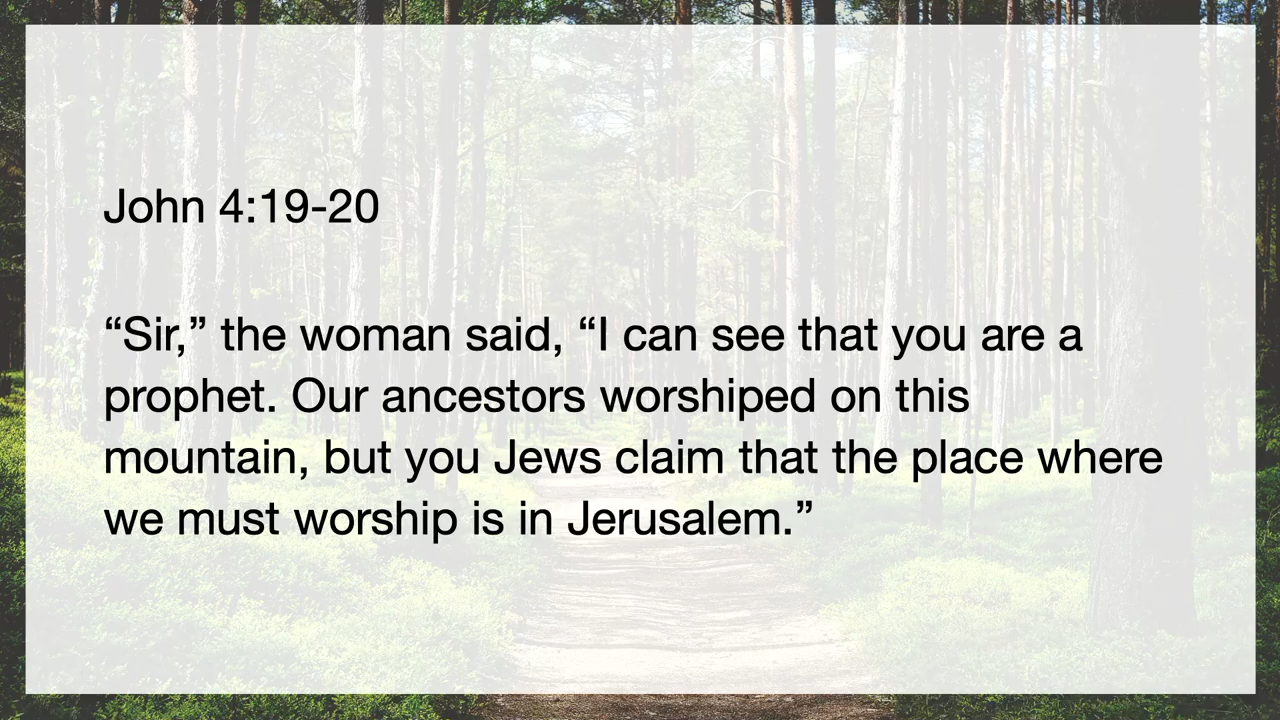 John 4:19-20
“Sir,” the woman said, “I can see that you are a
prophet. Our ancestors worshiped on this
mountain, but you Jews claim that the place where
we must worship is in Jerusalem.”